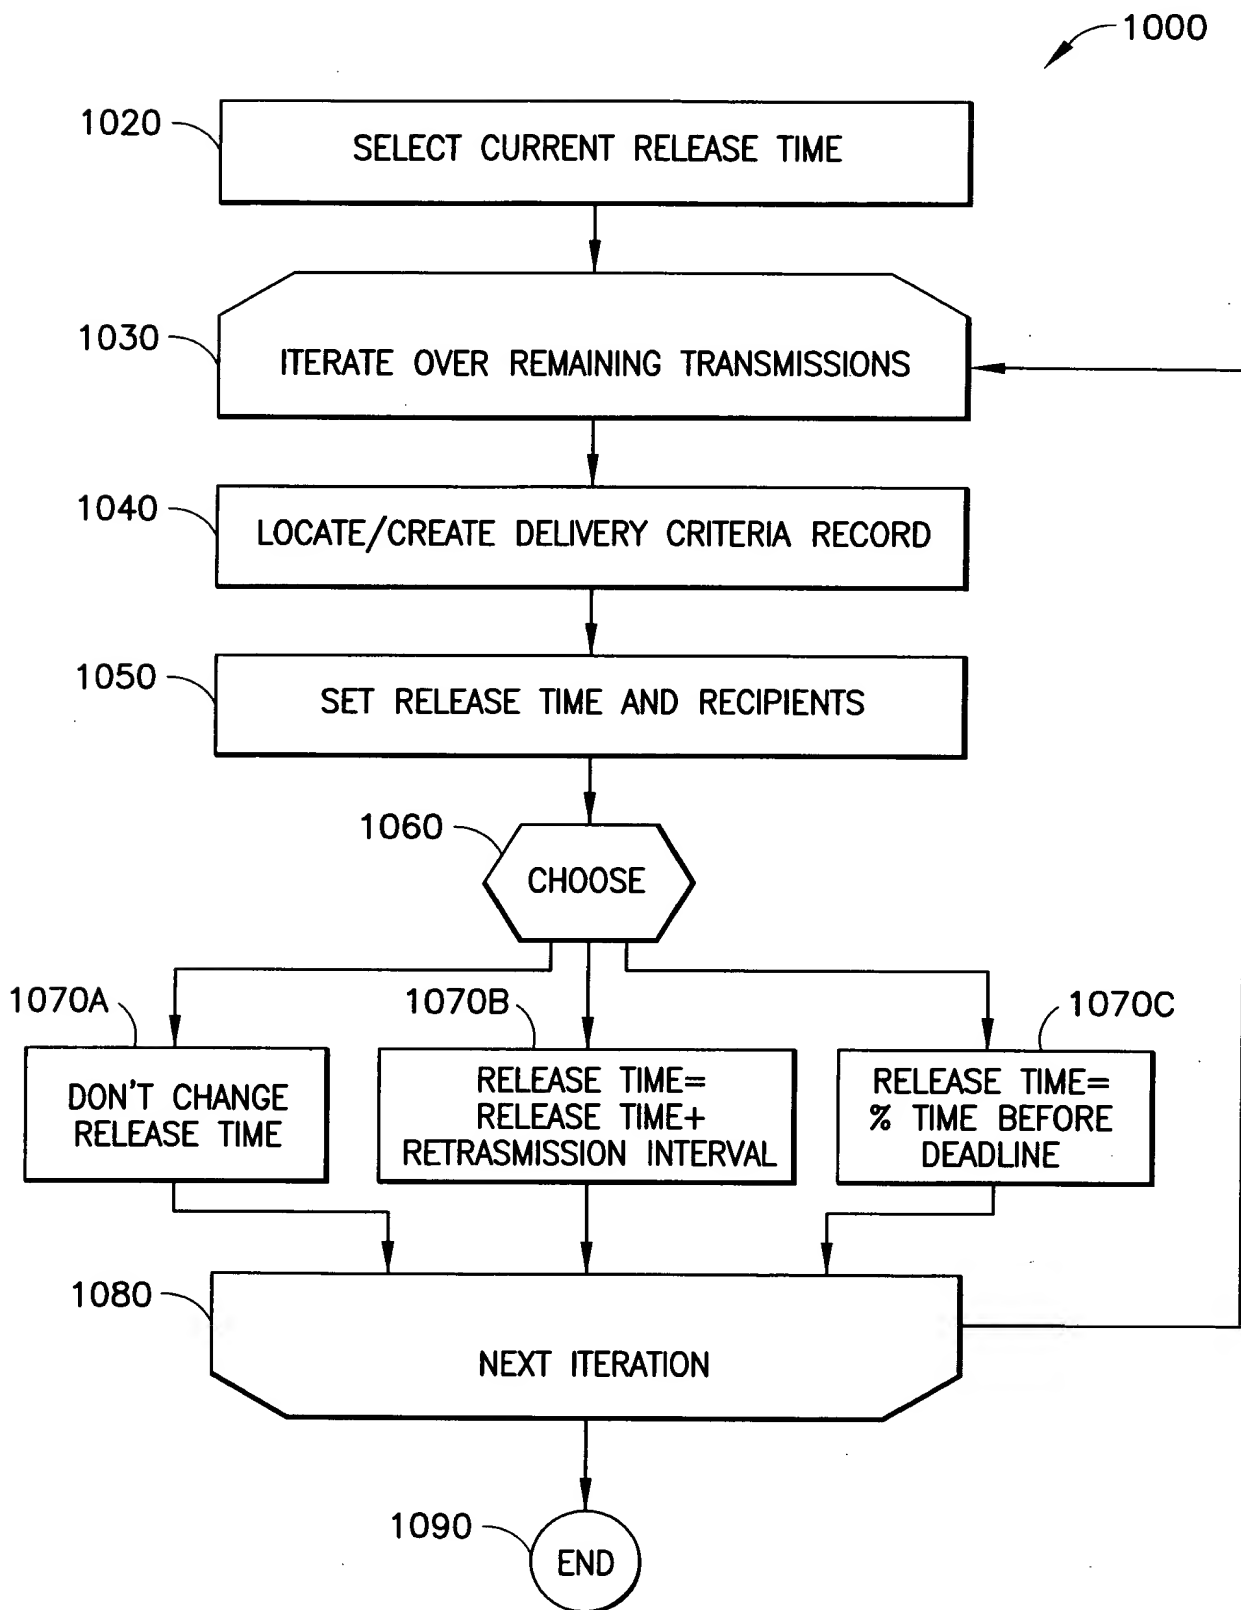 1000
1020
SELECT CURRENT RELEASE TIME
1030
ITERATE OVER REMAINING TRANSMISSIONS
1040
LOCATE/CREATE DELIVERY CRITERIA RECORD
1050
SET RELEASE TIME AND RECIPIENTS
1060
CHOOSE
1070A
DON'T CHANGE
RELEASE TIME
1070B
RELEASE TIME=
RELEASE TIME+
RETRASMISSION INTERVAL
1070C
RELEASE TIME=
% TIME BEFORE
DEADLINE
1080
NEXT ITERATION
1090
END